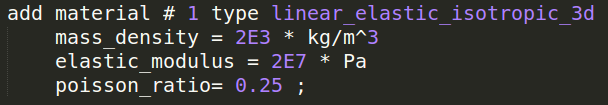 add material # 1 type linear_elastic_isotropic_3d
mass_density = 2E3 * kg/m^3
elastic_modulus = 2E7 * Pa
poisson_ratio= 0.25 ;